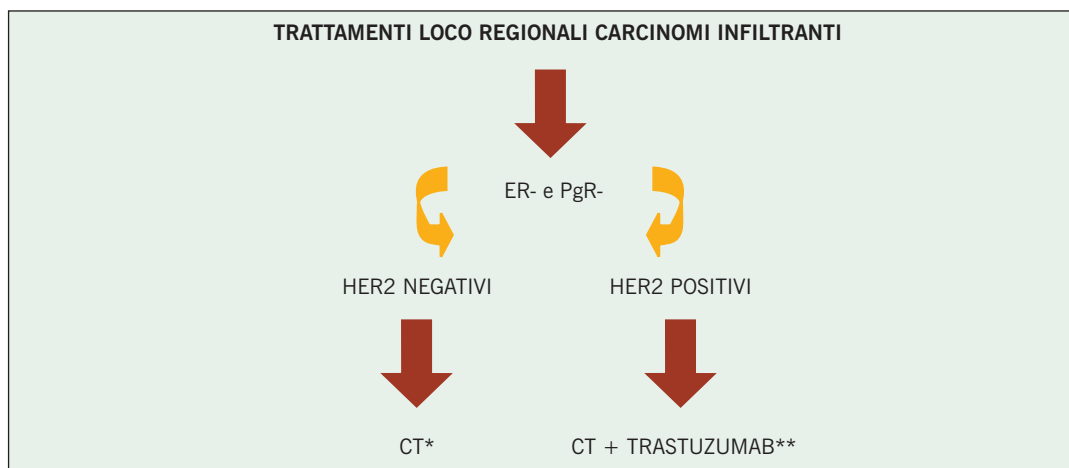 TRATTAMENTI LOCO REGIONALI CARCINOMI INFILTRANTI
ER- e PgR-
HER2 NEGATIVI
HER2 POSITIVI
CT*
CT + TRASTUZUMAB**